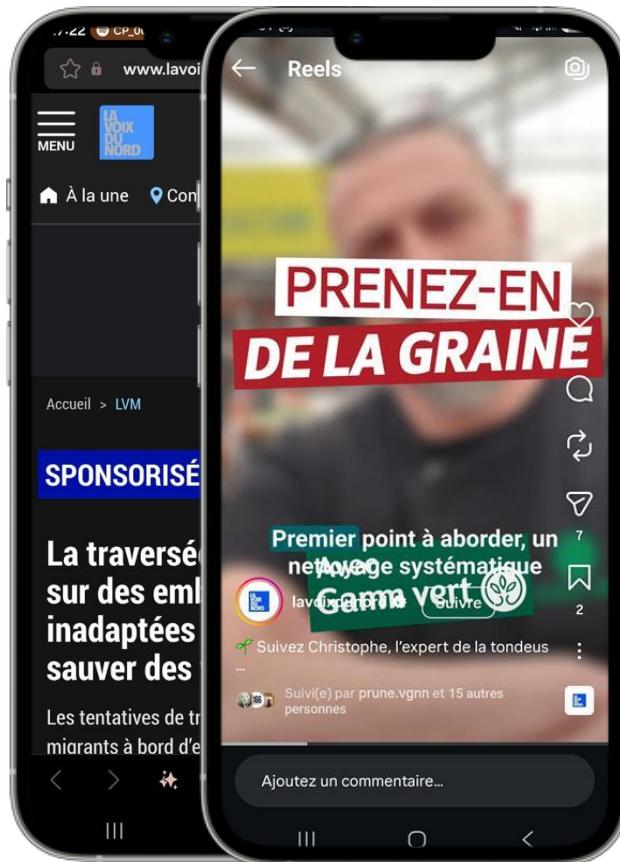 www.lavoi
MENU
LA
VOIX
DU
NORD
À la une
Con
Accueil > LVM
SPONSORISÉ
La traversé
sur des eml
inadaptées
sauver des
Les tentatives de tr
migrants à bord d'e
Reels
PRENEZ-EN
DE LA GRAINE
Premier point à aborder, un
nettoyage systématique
Avec
Gamm vert
Suivre
🌱 Suivez Christophe, l'expert de la tondeus
...
Suivi(e) par prune.vgnn et 15 autres
personnes
7
2
Ajoutez un commentaire...